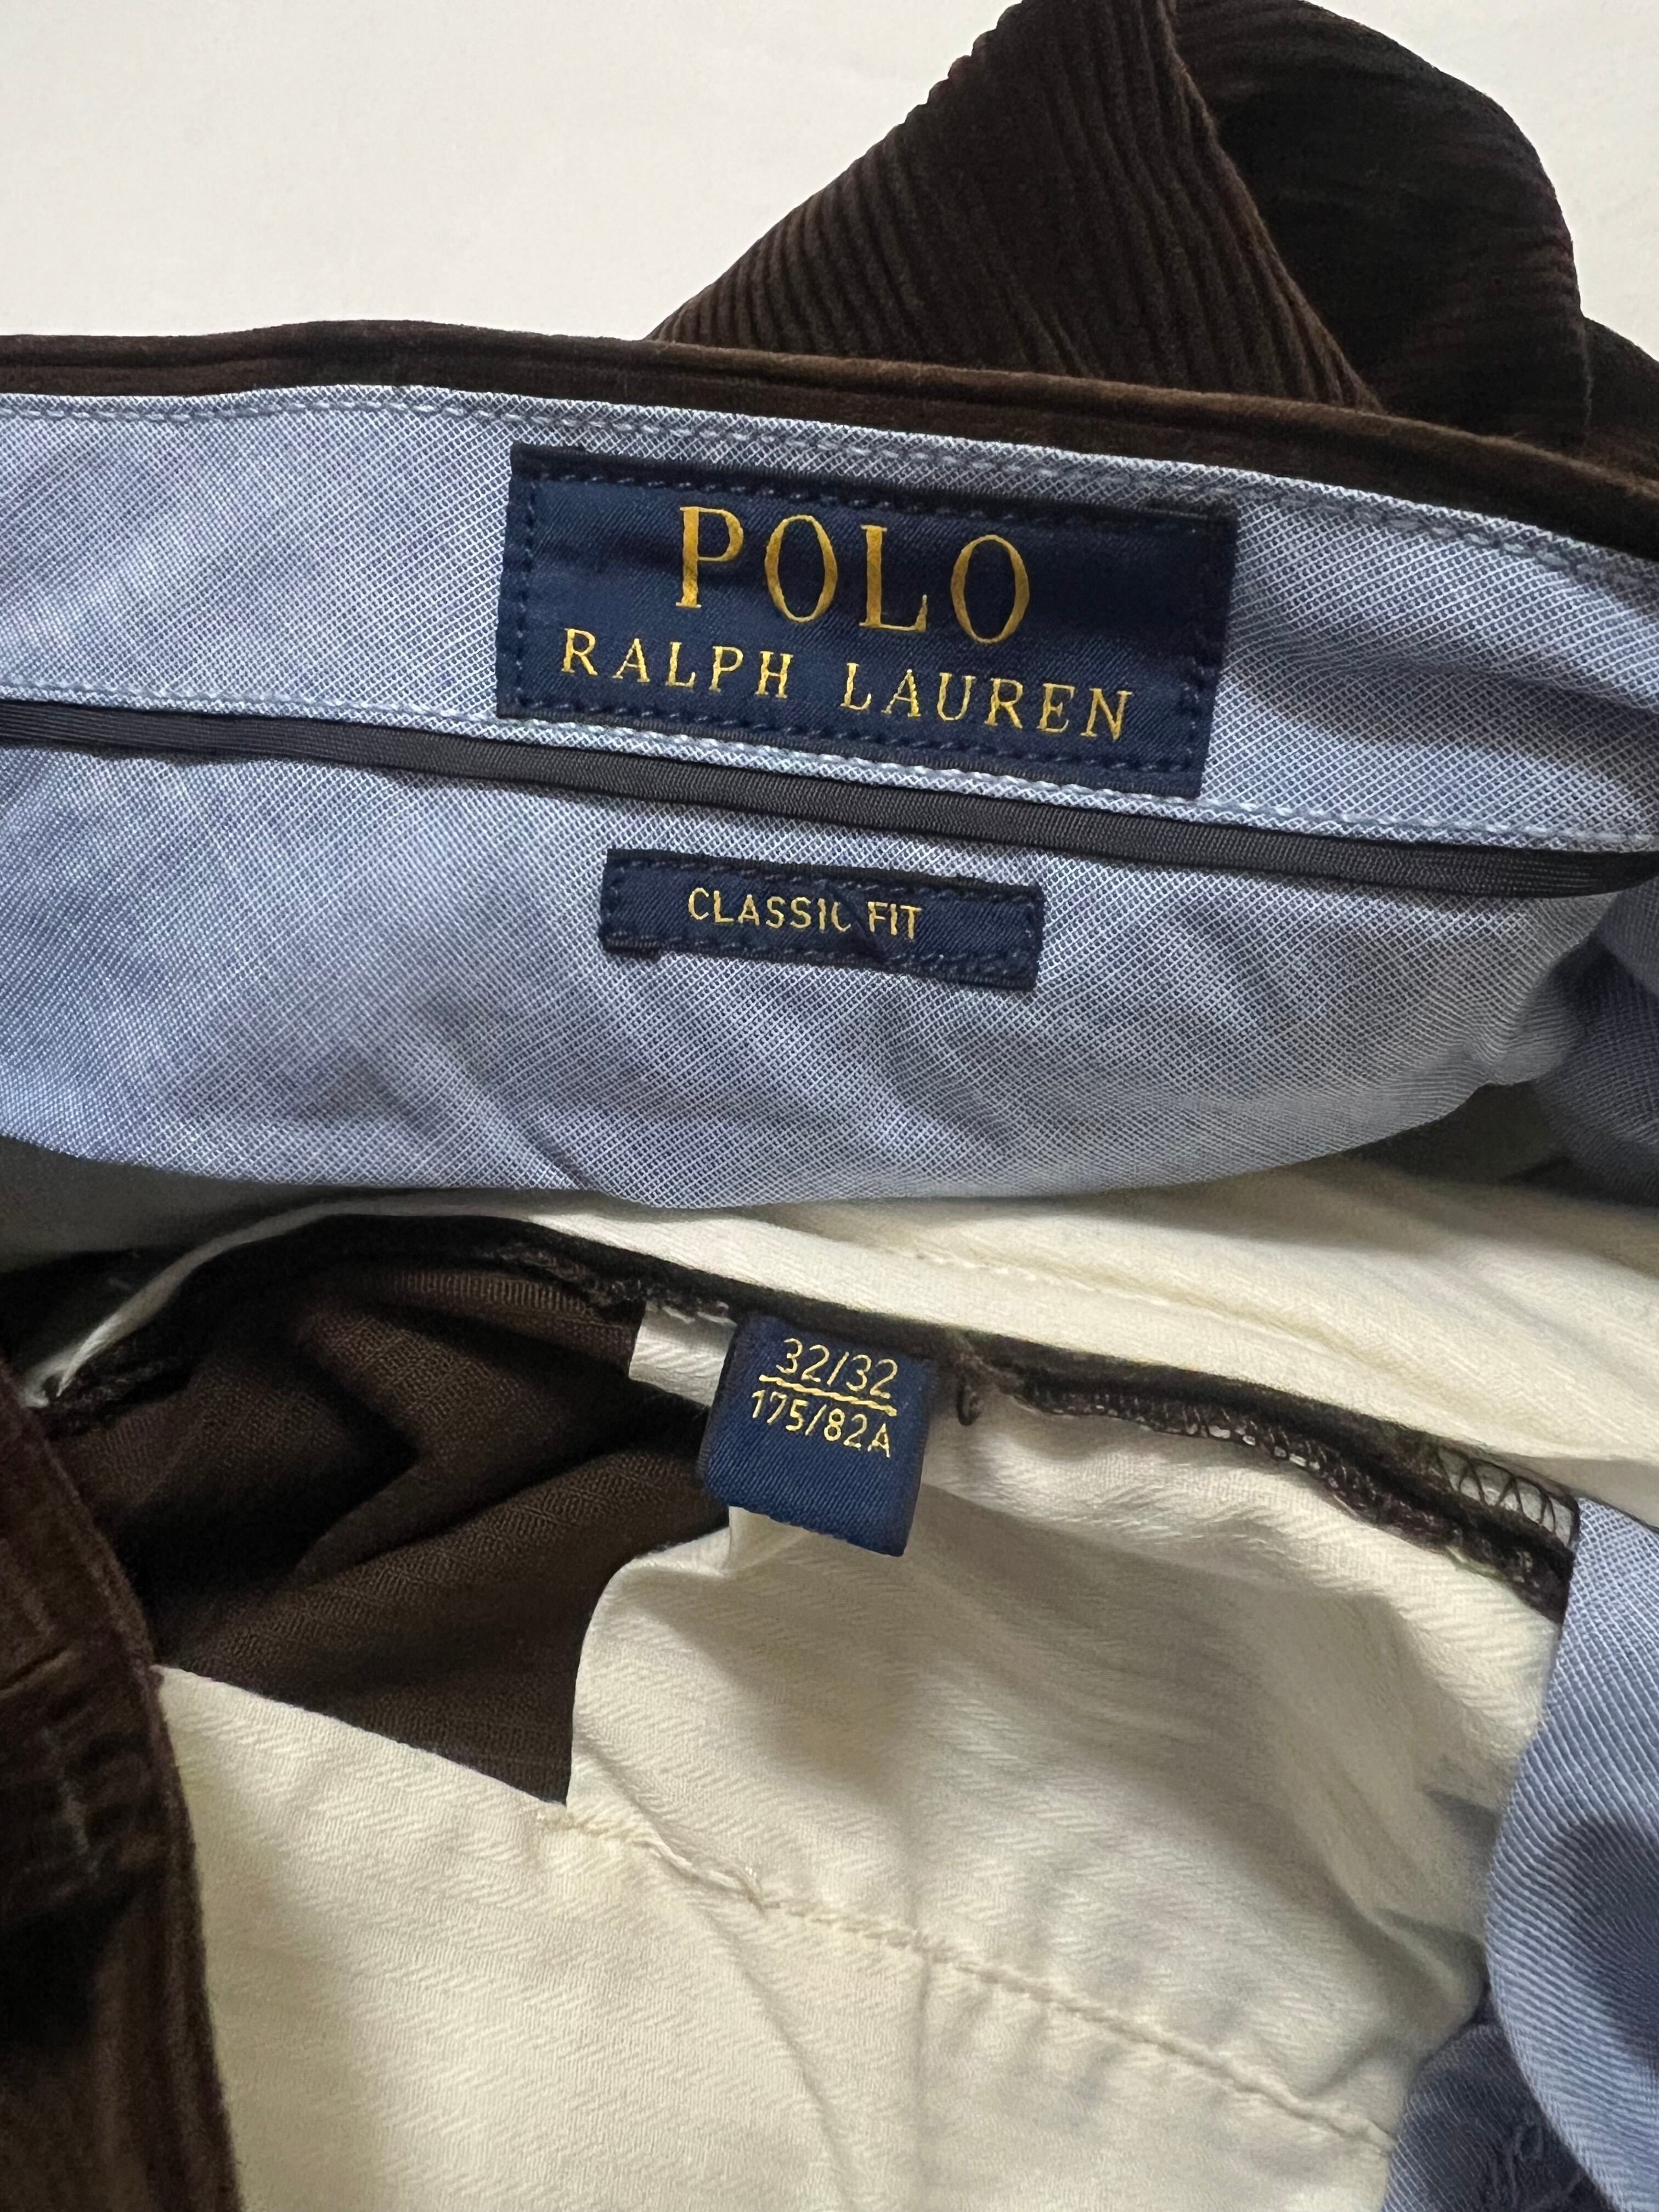 POLO
RALPH LAUREN
CLASSIC FIT
32/32
175/82A